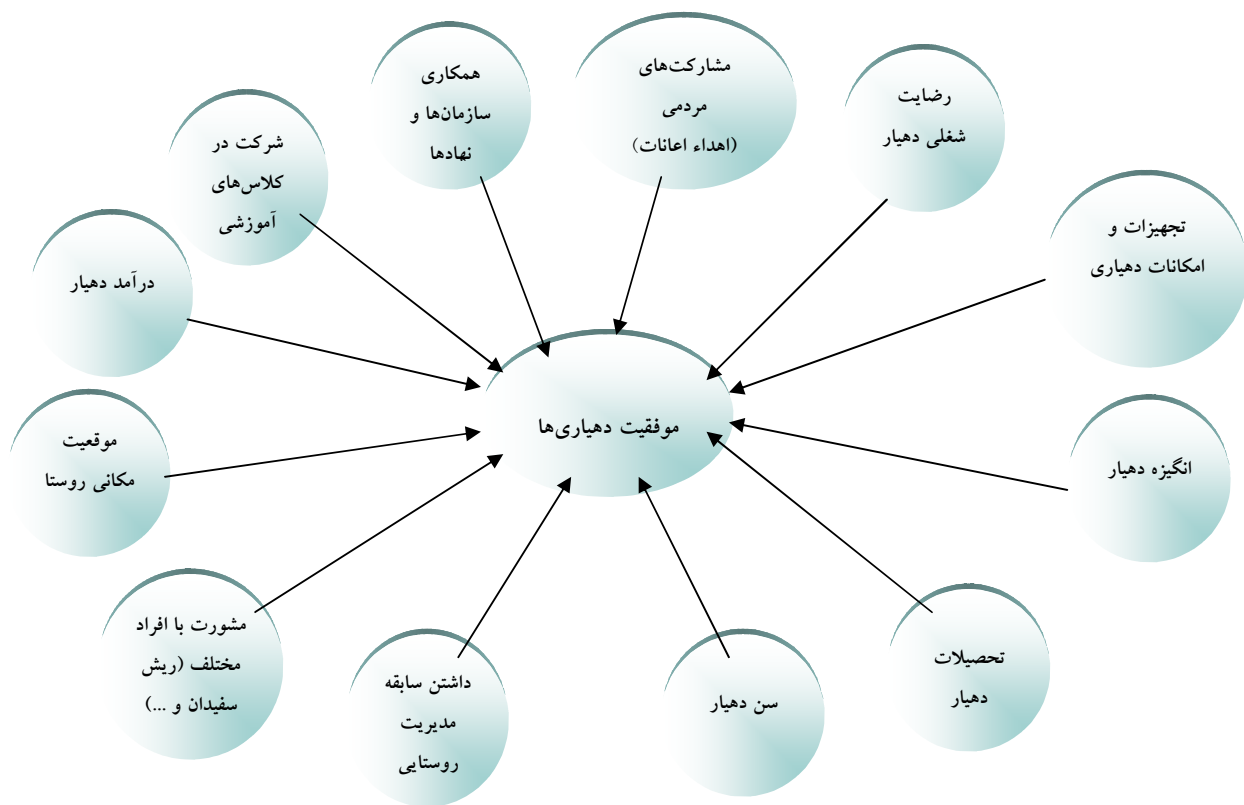 مشارکت‌های
مردمی
(اهداء اعانات)
رضایت
شغلی دهیار
تجهیزات و
امکانات دهیاری
انگیزه دهیار
تحصیلات
دهیار
سن دهیار
داشتن سابقه
مدیریت
روستایی
مشورت با افراد
مختلف (ریش
سفیدان و ...)
موقعیت
مکانی روستا
درآمد دهیار
شرکت در
کلاس‌های
آموزشی
همکاری
سازمان‌ها و
نهادها
موفقیت دهیاری‌ها